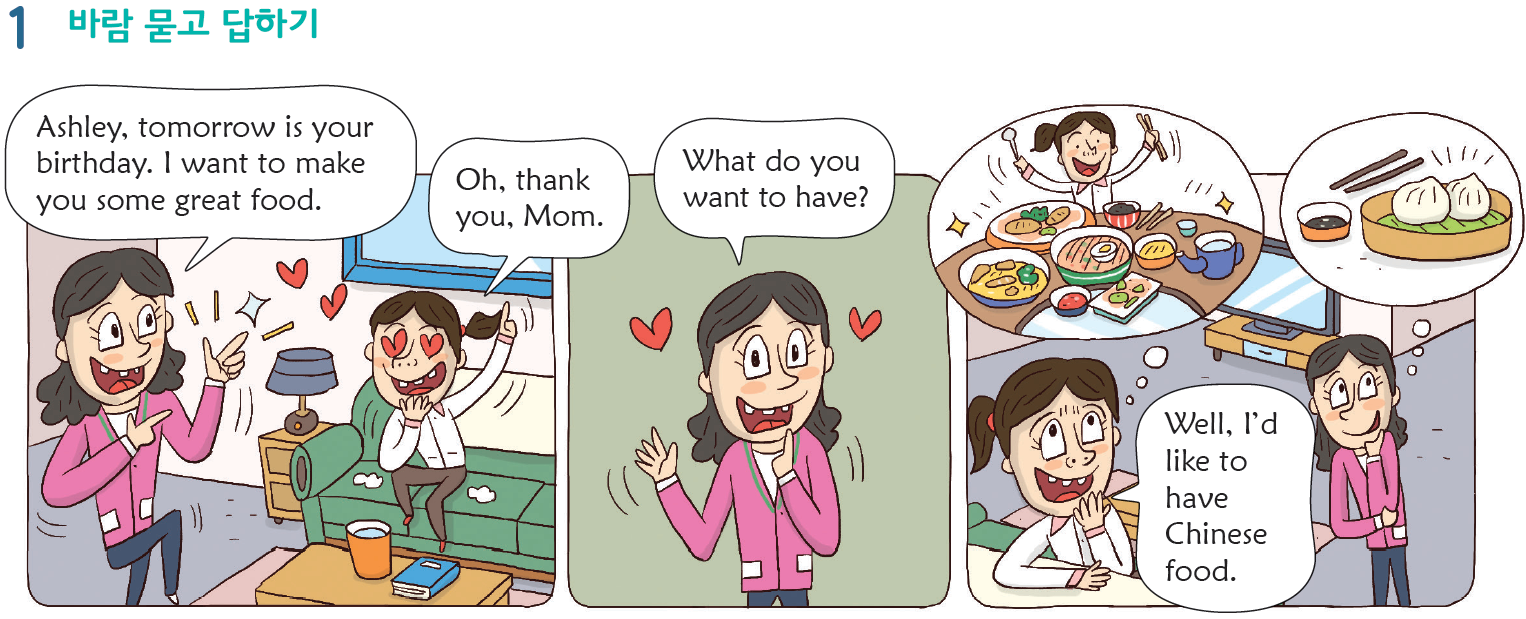 1 바람 묻고 답하기
Ashley, tomorrow is your
birthday. I want to make
you some great food.
Oh, thank
you, Mom.
What do you
want to have?
Well, I'd
like to
have
Chinese
food.